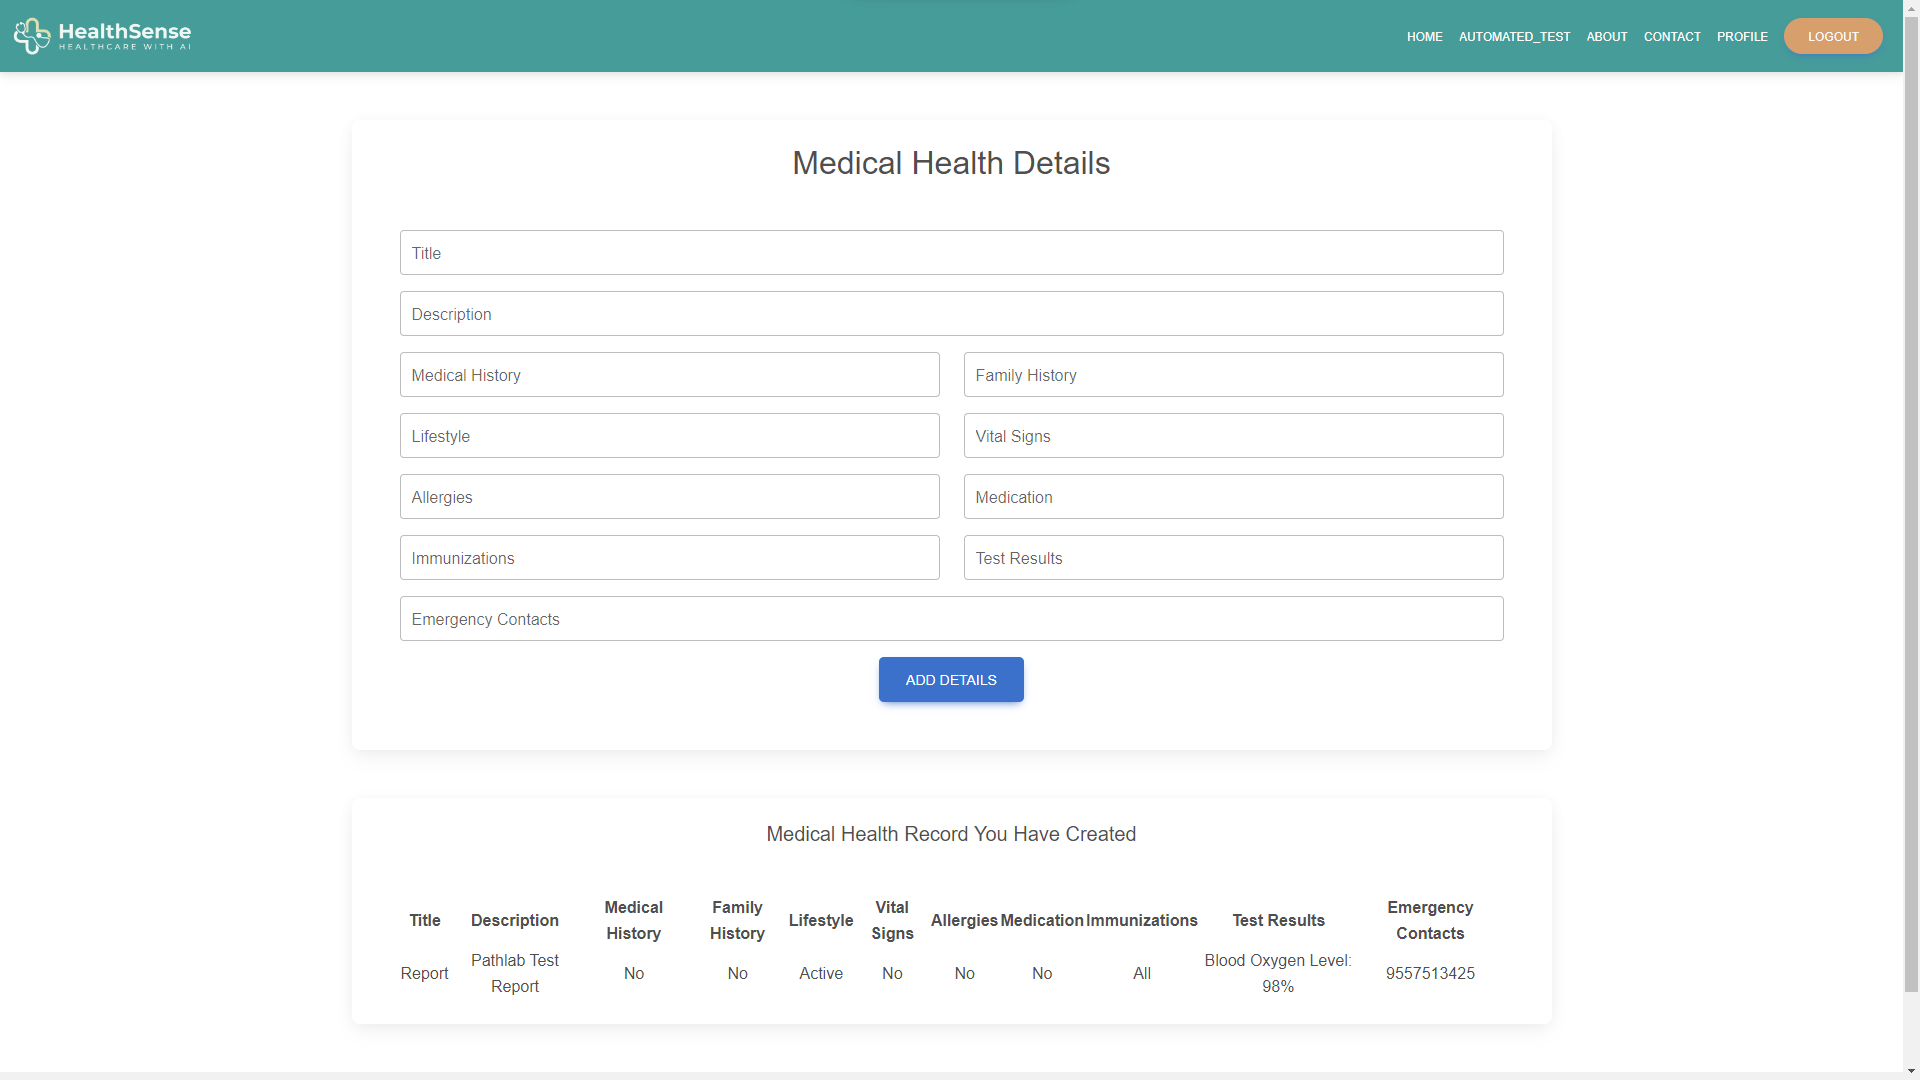 HealthSense
HEALTHCARE WITH AI
HOME AUTOMATED_TEST ABOUT CONTACT PROFILE LOGOUT
Medical Health Details
Title
Description
Medical History Family History
Lifestyle Vital Signs
Allergies Medication
Immunizations Test Results
Emergency Contacts
ADD DETAILS
Medical Health Record You Have Created
Title Description Medical History Family History Lifestyle Vital Signs Allergies Medication Immunizations Test Results Emergency Contacts
Report Pathlab Test Report No No Active No No No All Blood Oxygen Level: 98% 9557513425